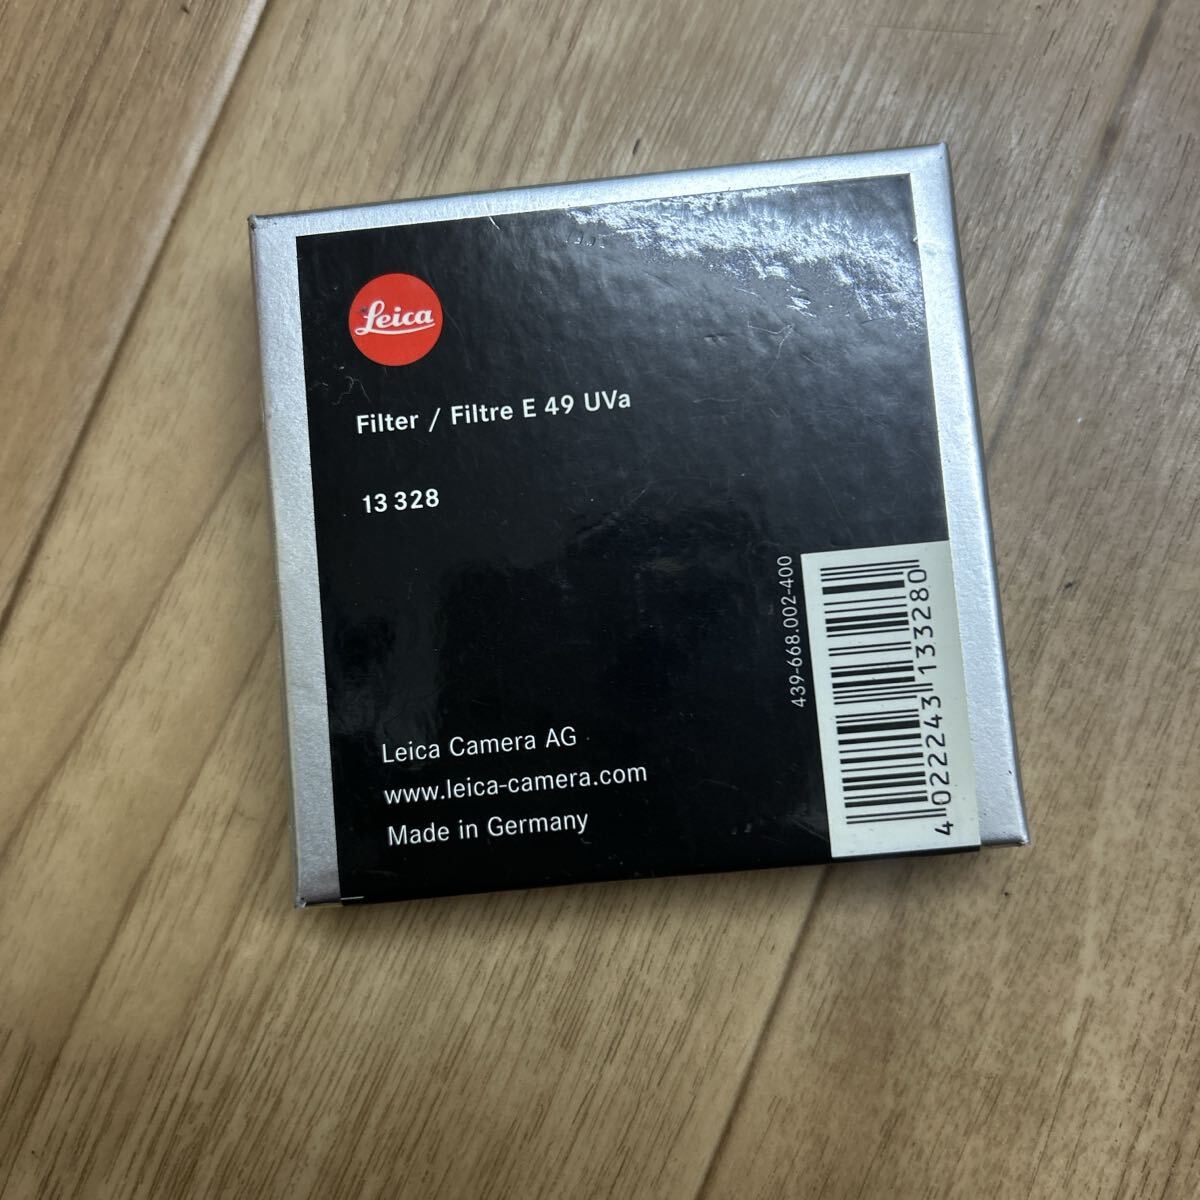 Leica
Filter / Filtre E 49 UVa
13 328
439-668.002-400
4 022243 133280
Leica Camera AG
www.leica-camera.com
Made in Germany